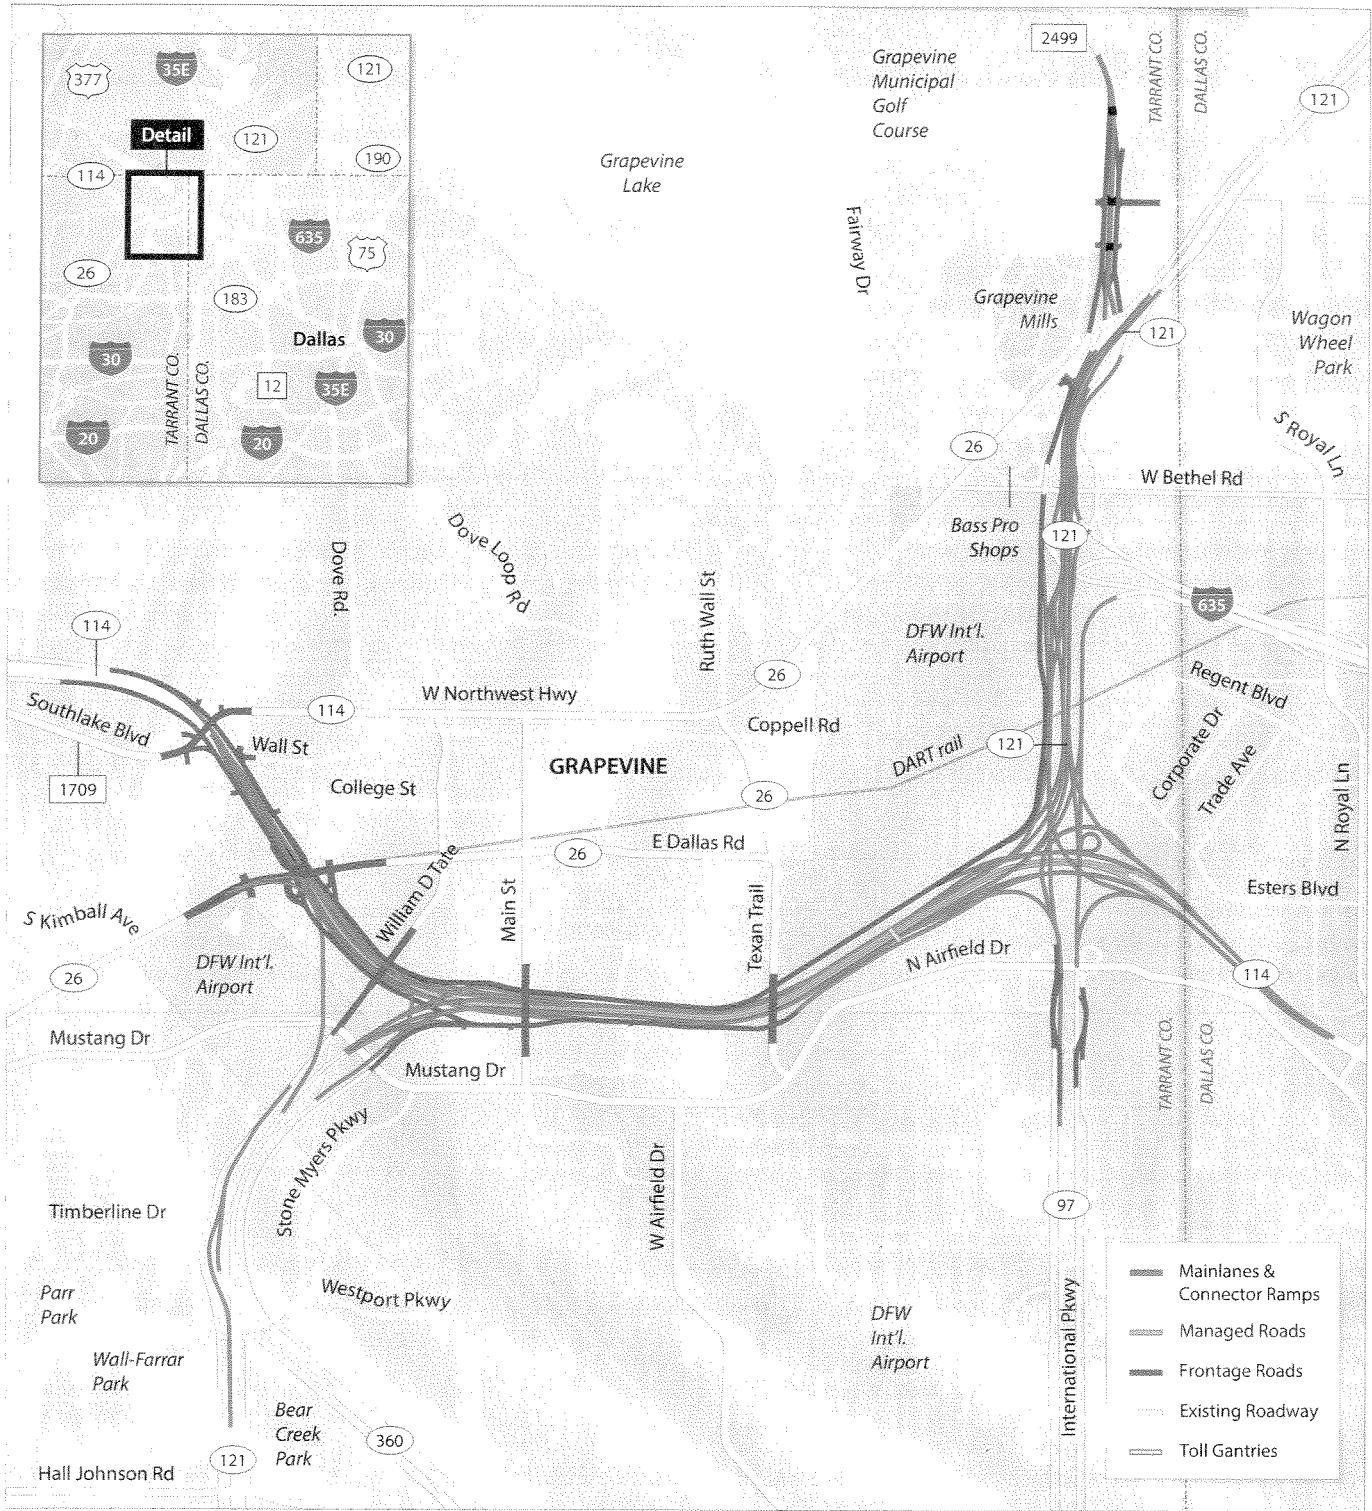 377
35E
121
Detail
121
190
114
635
75
26
183
Dallas
30
30
12
35E
TARRANT CO.
DALLAS CO.
20
20
Grapevine
Municipal
Golf
Course
2499
TARRANT CO.
DALLAS CO.
121
Grapevine
Lake
Fairway Dr
Grapevine
Mills
121
Wagon
Wheel
Park
S Royal Ln
26
W Bethel Rd
Bass Pro
Shops
121
Dove Rd.
Dove Loop Rd
Ruth Wall St
635
DFW Int'l.
Airport
114
26
Regent Blvd
W Northwest Hwy
114
Southlake Blvd
Wall St
Coppell Rd
Corporate Dr
Trade Ave
GRAPEVINE
DART rail
121
1709
College St
26
N Royal Ln
E Dallas Rd
26
William D Tate
Main St
Texan Trail
Esters Blvd
S Kimball Ave
DFW Int'l.
Airport
N Airfield Dr
114
26
Mustang Dr
Mustang Dr
TARRANT CO.
DALLAS CO.
Stone Myers Pkwy
W Airfield Dr
Timberline Dr
97
Westport Pkwy
Parr
Park
DFW
Int'l.
Airport
International Pkwy
Wall-Farrar
Park
Bear
Creek
Park
360
121
Hall Johnson Rd
Mainlanes &
Connector Ramps
Managed Roads
Frontage Roads
Existing Roadway
Toll Gantries